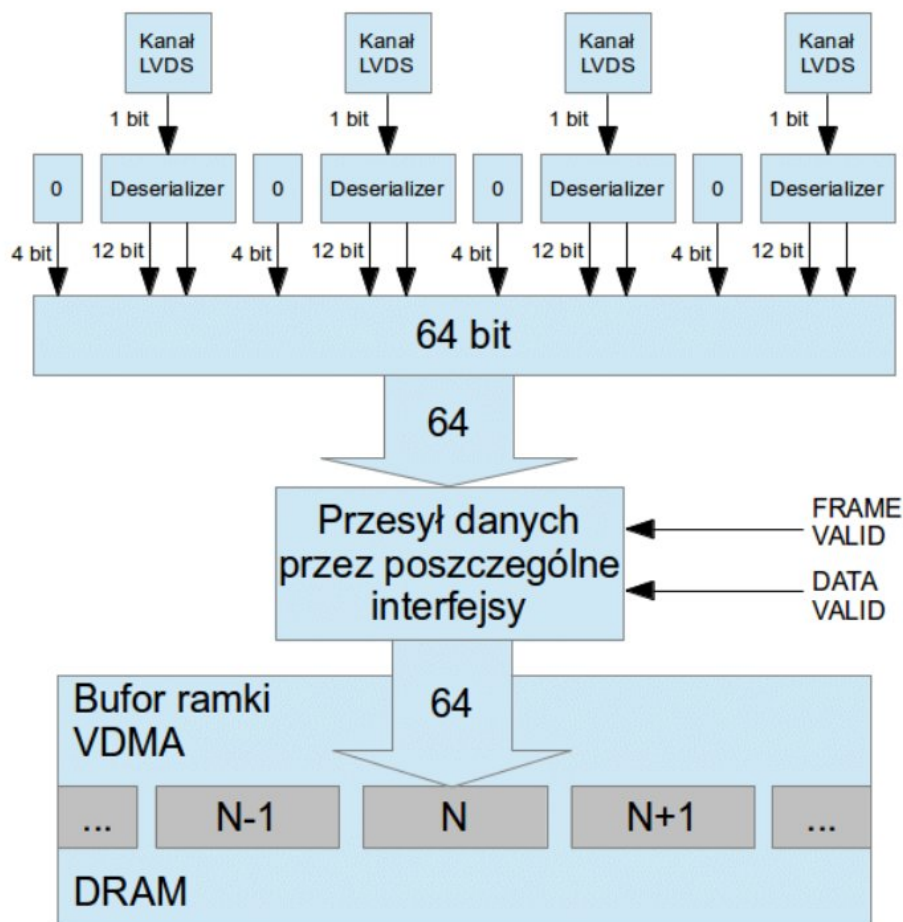 Kanał
LVDS
Kanał
LVDS
Kanał
LVDS
Kanał
LVDS
1 bit
1 bit
1 bit
1 bit
0
Deserializer
0
Deserializer
0
Deserializer
0
Deserializer
4 bit
12 bit
4 bit
12 bit
4 bit
12 bit
4 bit
12 bit
64 bit
64
Przesył danych
przez poszczególne
interfejsy
FRAME
VALID
DATA
VALID
Bufor ramki
VDMA
64
...
N-1
N
N+1
...
DRAM